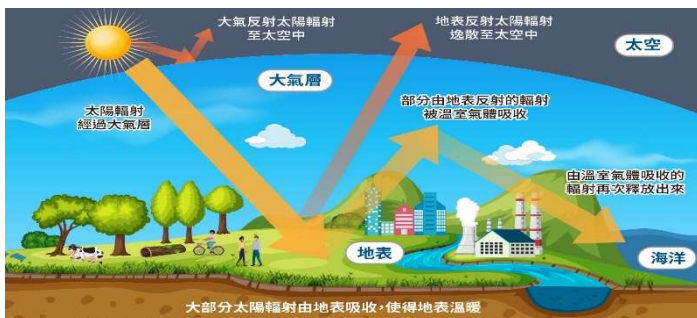 大氣反射太陽輻射
至太空中
地表反射太陽輻射
逸散至太空中
太空
大氣層
太陽輻射
經過大氣層
部分由地表反射的輻射
被溫室氣體吸收
由溫室氣體吸收的
輻射再次釋放出來
地表
海洋
大部分太陽輻射由地表吸收，使得地表溫暖